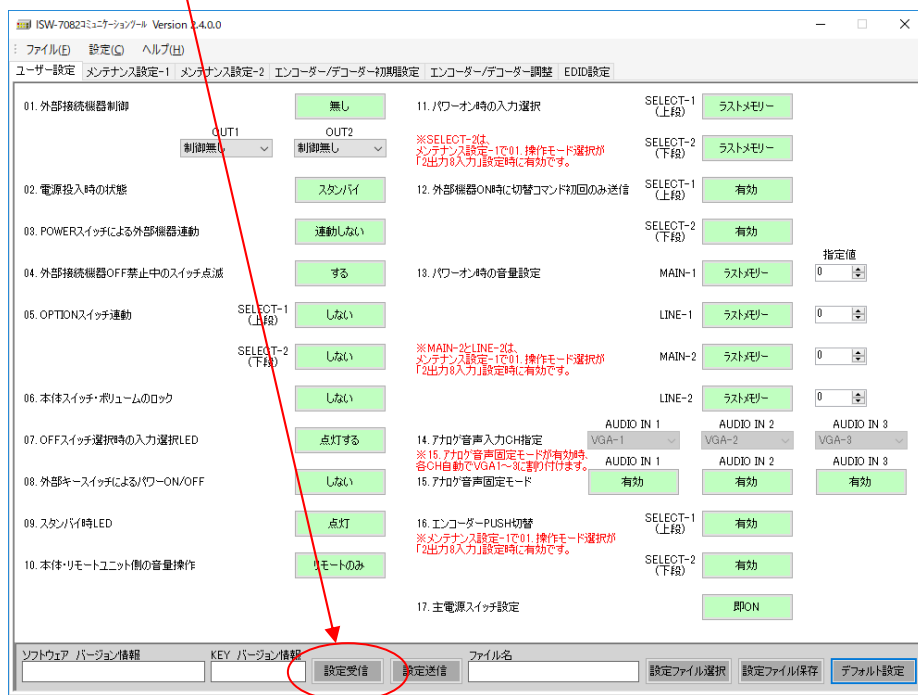 ISW-7082ｺﾐｭﾆｹｰｼｮﾝﾂｰﾙ Version 2.4.0.0
ファイル(F) 設定(C) ヘルプ(H)
ユーザー設定 メンテナンス設定-1 メンテナンス設定-2 エンコーダー/デコーダー初期設定 エンコーダー/デコーダー調整 EDID設定
01. 外部接続機器制御 無し
OUT1 OUT2
制御無し 制御無し
02. 電源投入時の状態 スタンバイ
03. POWERスイッチによる外部機器連動 連動しない
04. 外部接続機器OFF禁止中のスイッチ点滅 する
05. OPTIONスイッチ連動 SELECT-1 しない
(上段)
SELECT-2 しない
(下段)
06. 本体スイッチ・ボリュームのロック しない
07. OFFスイッチ選択時の入力選択LED 点灯する
08. 外部キースイッチによるパワーON/OFF しない
09. スタンバイ時LED 点灯
10. 本体・リモートユニット側の音量操作 リモートのみ
11. パワーオン時の入力選択 SELECT-1 ラストメモリー
(上段)
※SELECT-2は、
メンテナンス設定-1で01. 操作モード選択が
「2出力8入力」設定時に有効です。
SELECT-2 ラストメモリー
(下段)
12. 外部機器ON時に切替コマンド初回のみ送信 SELECT-1 有効
(上段)
SELECT-2 有効
(下段)
指定値
13. パワーオン時の音量設定 MAIN-1 ラストメモリー 0
LINE-1 ラストメモリー 0
※MAIN-2とLINE-2は、
メンテナンス設定-1で01. 操作モード選択が
「2出力8入力」設定時に有効です。
MAIN-2 ラストメモリー 0
LINE-2 ラストメモリー 0
AUDIO IN 1 AUDIO IN 2 AUDIO IN 3
14. アナログ音声入力CH指定 VGA-1 VGA-2 VGA-3
※15. アナログ音声固定モードが有効時、
各CH自動でVGA1～3に割り付けます。
AUDIO IN 1 AUDIO IN 2 AUDIO IN 3
15. アナログ音声固定モード 有効 有効 有効
16. エンコーダーPUSH切替 SELECT-1 有効
(上段)
※メンテナンス設定-1で01. 操作モード選択が
「2出力8入力」設定時に有効です。
SELECT-2 有効
(下段)
17. 主電源スイッチ設定 即ON
ソフトウェア バージョン情報 KEY バージョン情報 設定受信 設定送信 ファイル名 設定ファイル選択 設定ファイル保存 デフォルト設定